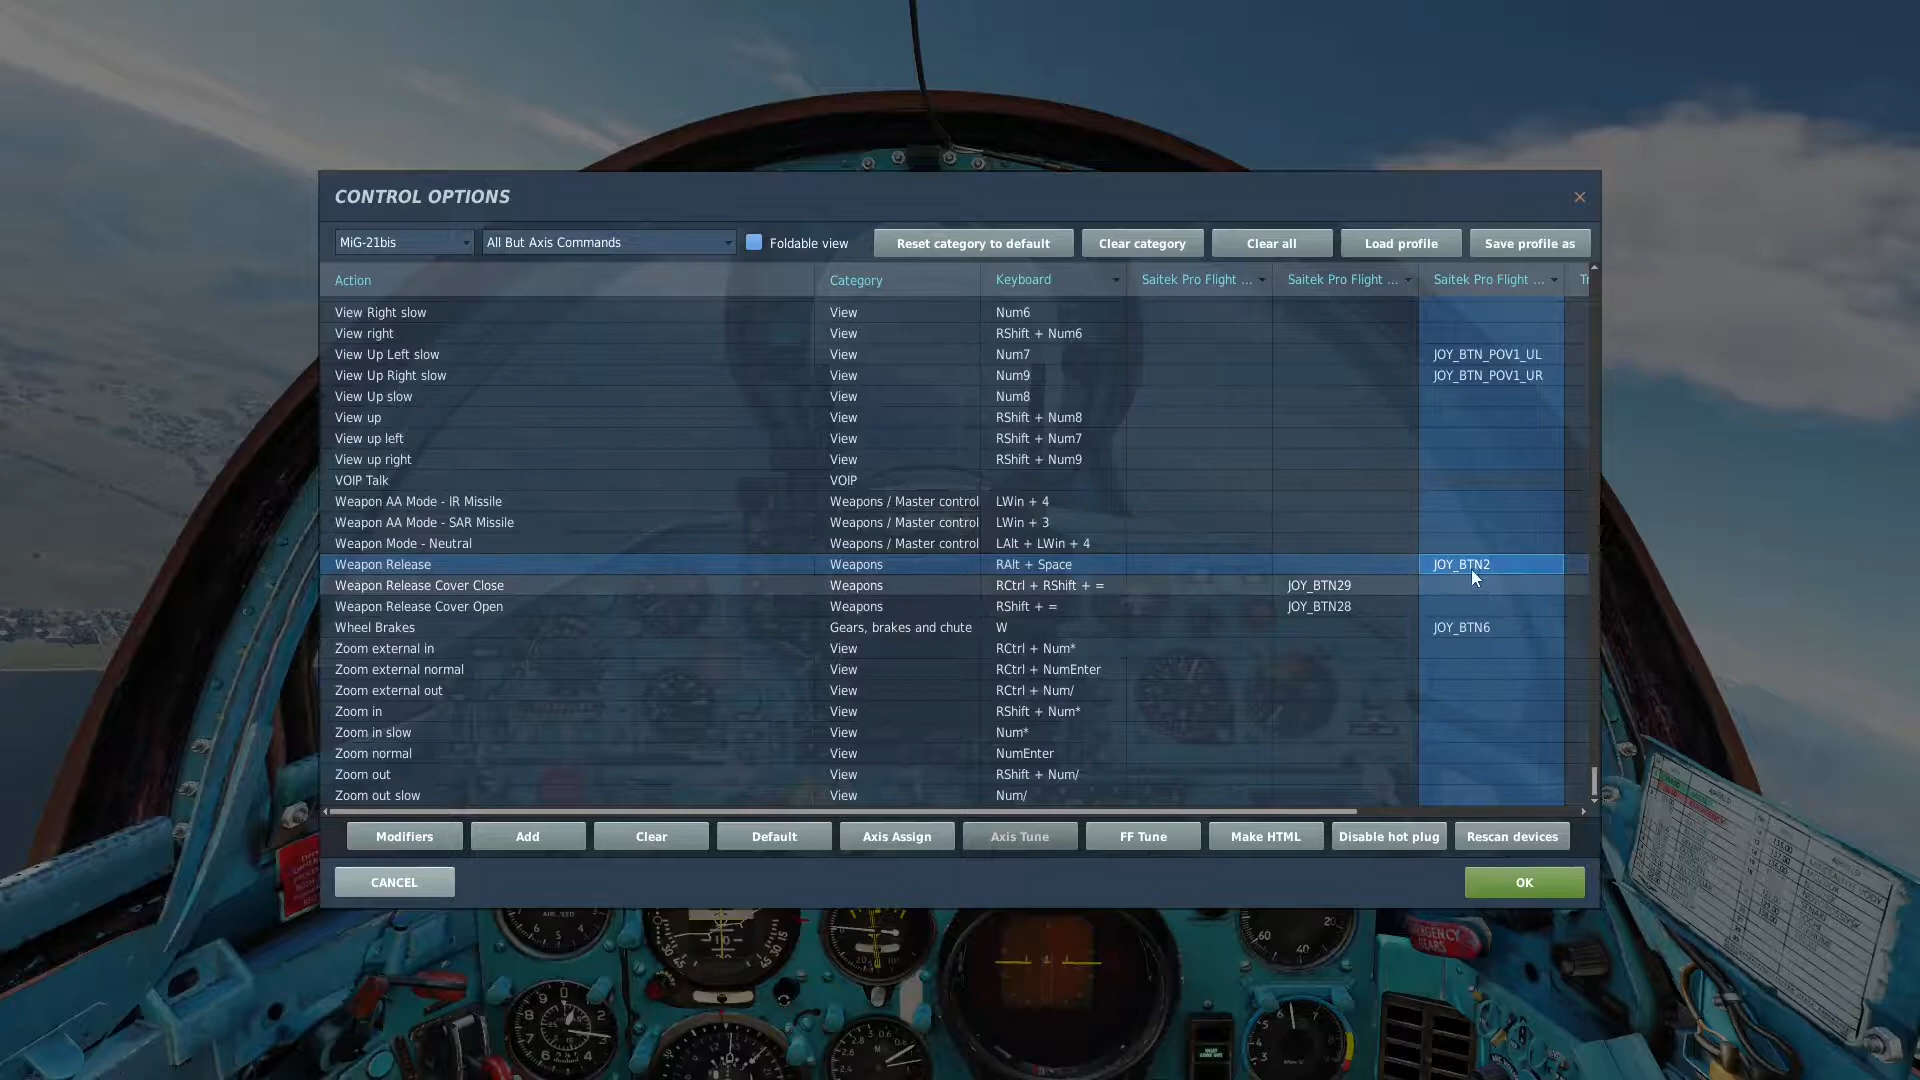 CONTROL OPTIONS
MiG-21bis All But Axis Commands Foldable view Reset category to default Clear category Clear all Load profile Save profile as
Action Category Keyboard Saitek Pro Flight ... Saitek Pro Flight ... Saitek Pro Flight ...
View Right slow View Num6
View right View RShift + Num6
View Up Left slow View Num7 JOY_BTN_POV1_UL
View Up Right slow View Num9 JOY_BTN_POV1_UR
View Up slow View Num8
View up View RShift + Num8
View up left View RShift + Num7
View up right View RShift + Num9
VOIP Talk VOIP
Weapon AA Mode - IR Missile Weapons / Master control LWin + 4
Weapon AA Mode - SAR Missile Weapons / Master control LWin + 3
Weapon Mode - Neutral Weapons / Master control LAlt + LWin + 4
Weapon Release Weapons RAlt + Space JOY_BTN2
Weapon Release Cover Close Weapons RCtrl + RShift + = JOY_BTN29
Weapon Release Cover Open Weapons RShift + = JOY_BTN28
Wheel Brakes Gears, brakes and chute W JOY_BTN6
Zoom external in View RCtrl + Num*
Zoom external normal View RCtrl + NumEnter
Zoom external out View RCtrl + Num/
Zoom in View RShift + Num*
Zoom in slow View Num*
Zoom normal View NumEnter
Zoom out View RShift + Num/
Zoom out slow View Num/
Modifiers Add Clear Default Axis Assign Axis Tune FF Tune Make HTML Disable hot plug Rescan devices
CANCEL OK
EMERGENCY
GEARS